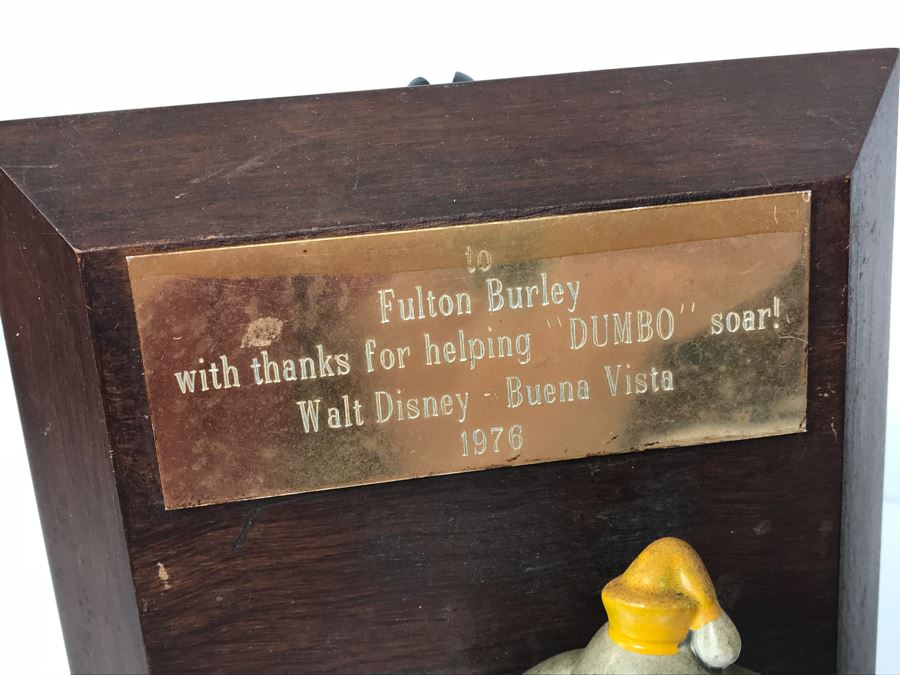 to
Fulton Burley
with thanks for helping "DUMBO" soar!
Walt Disney - Buena Vista
1976